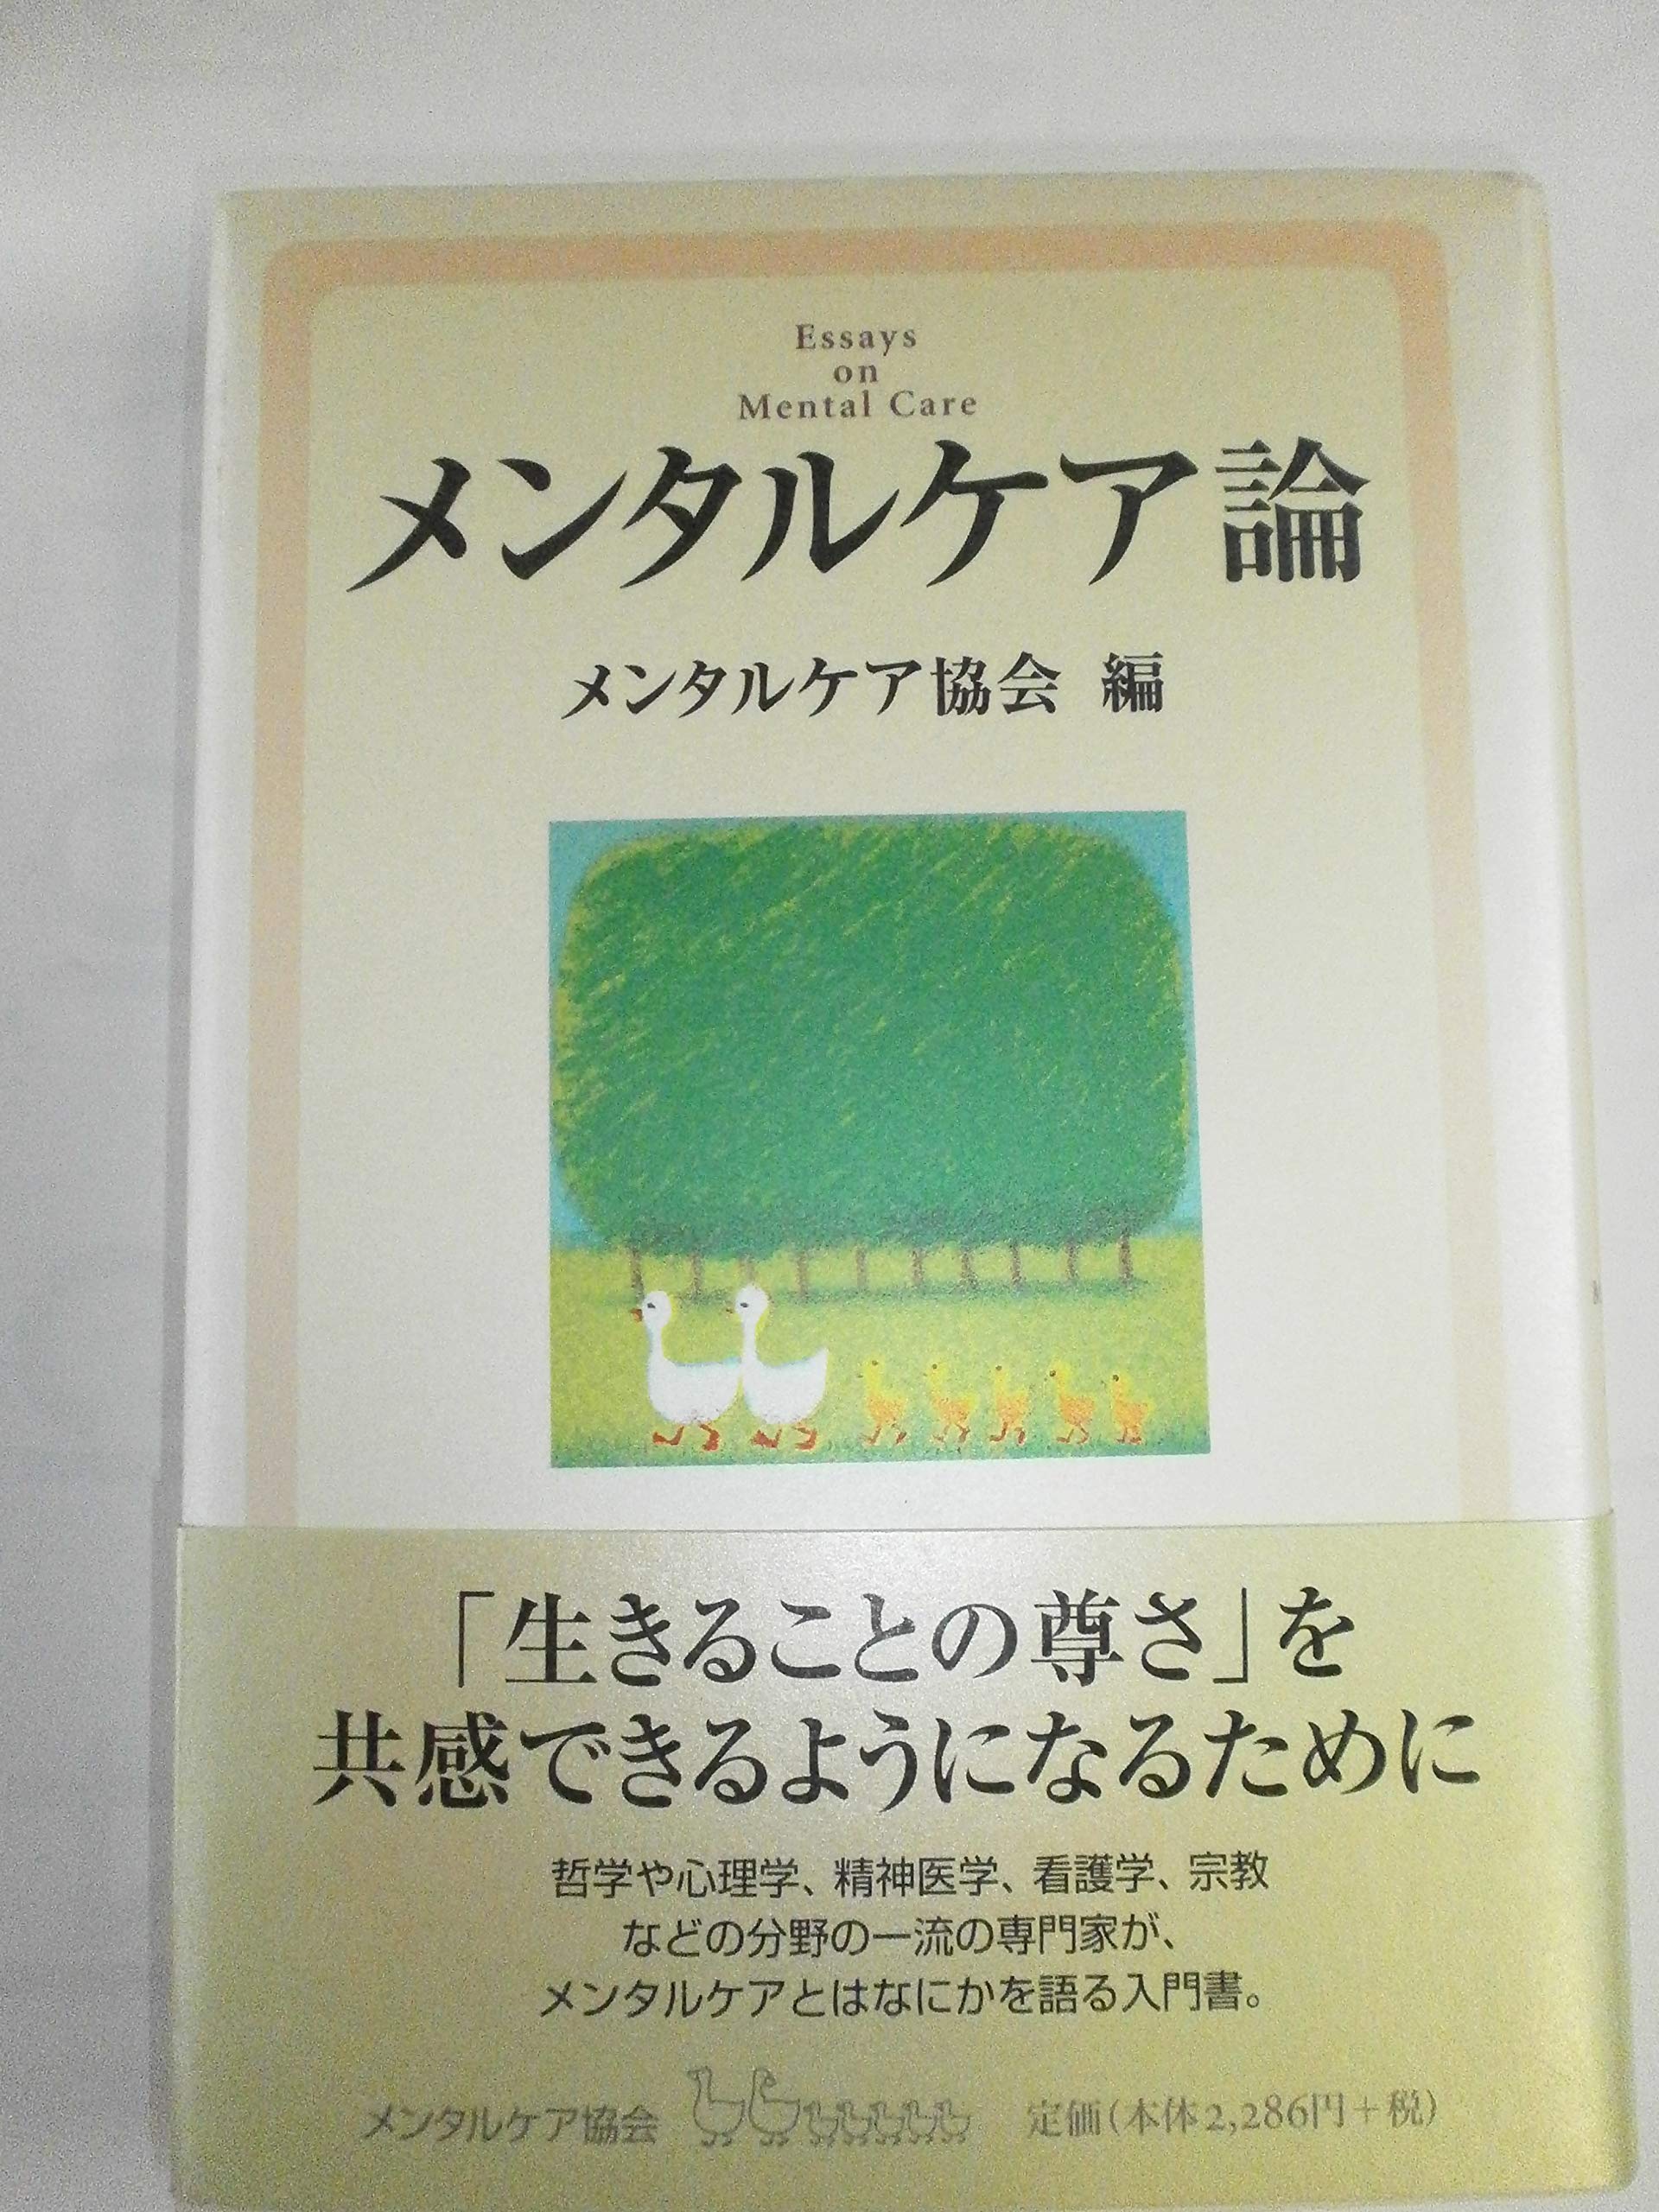 Essays
on
Mental Care
メンタルケア論
メンタルケア協会 編
「生きることの尊さ」を
共感できるようになるために
哲学や心理学、精神医学、看護学、宗教
などの分野の一流の専門家が、
メンタルケアとはなにかを語る入門書。
メンタルケア協会 定価(本体2,286円+税)